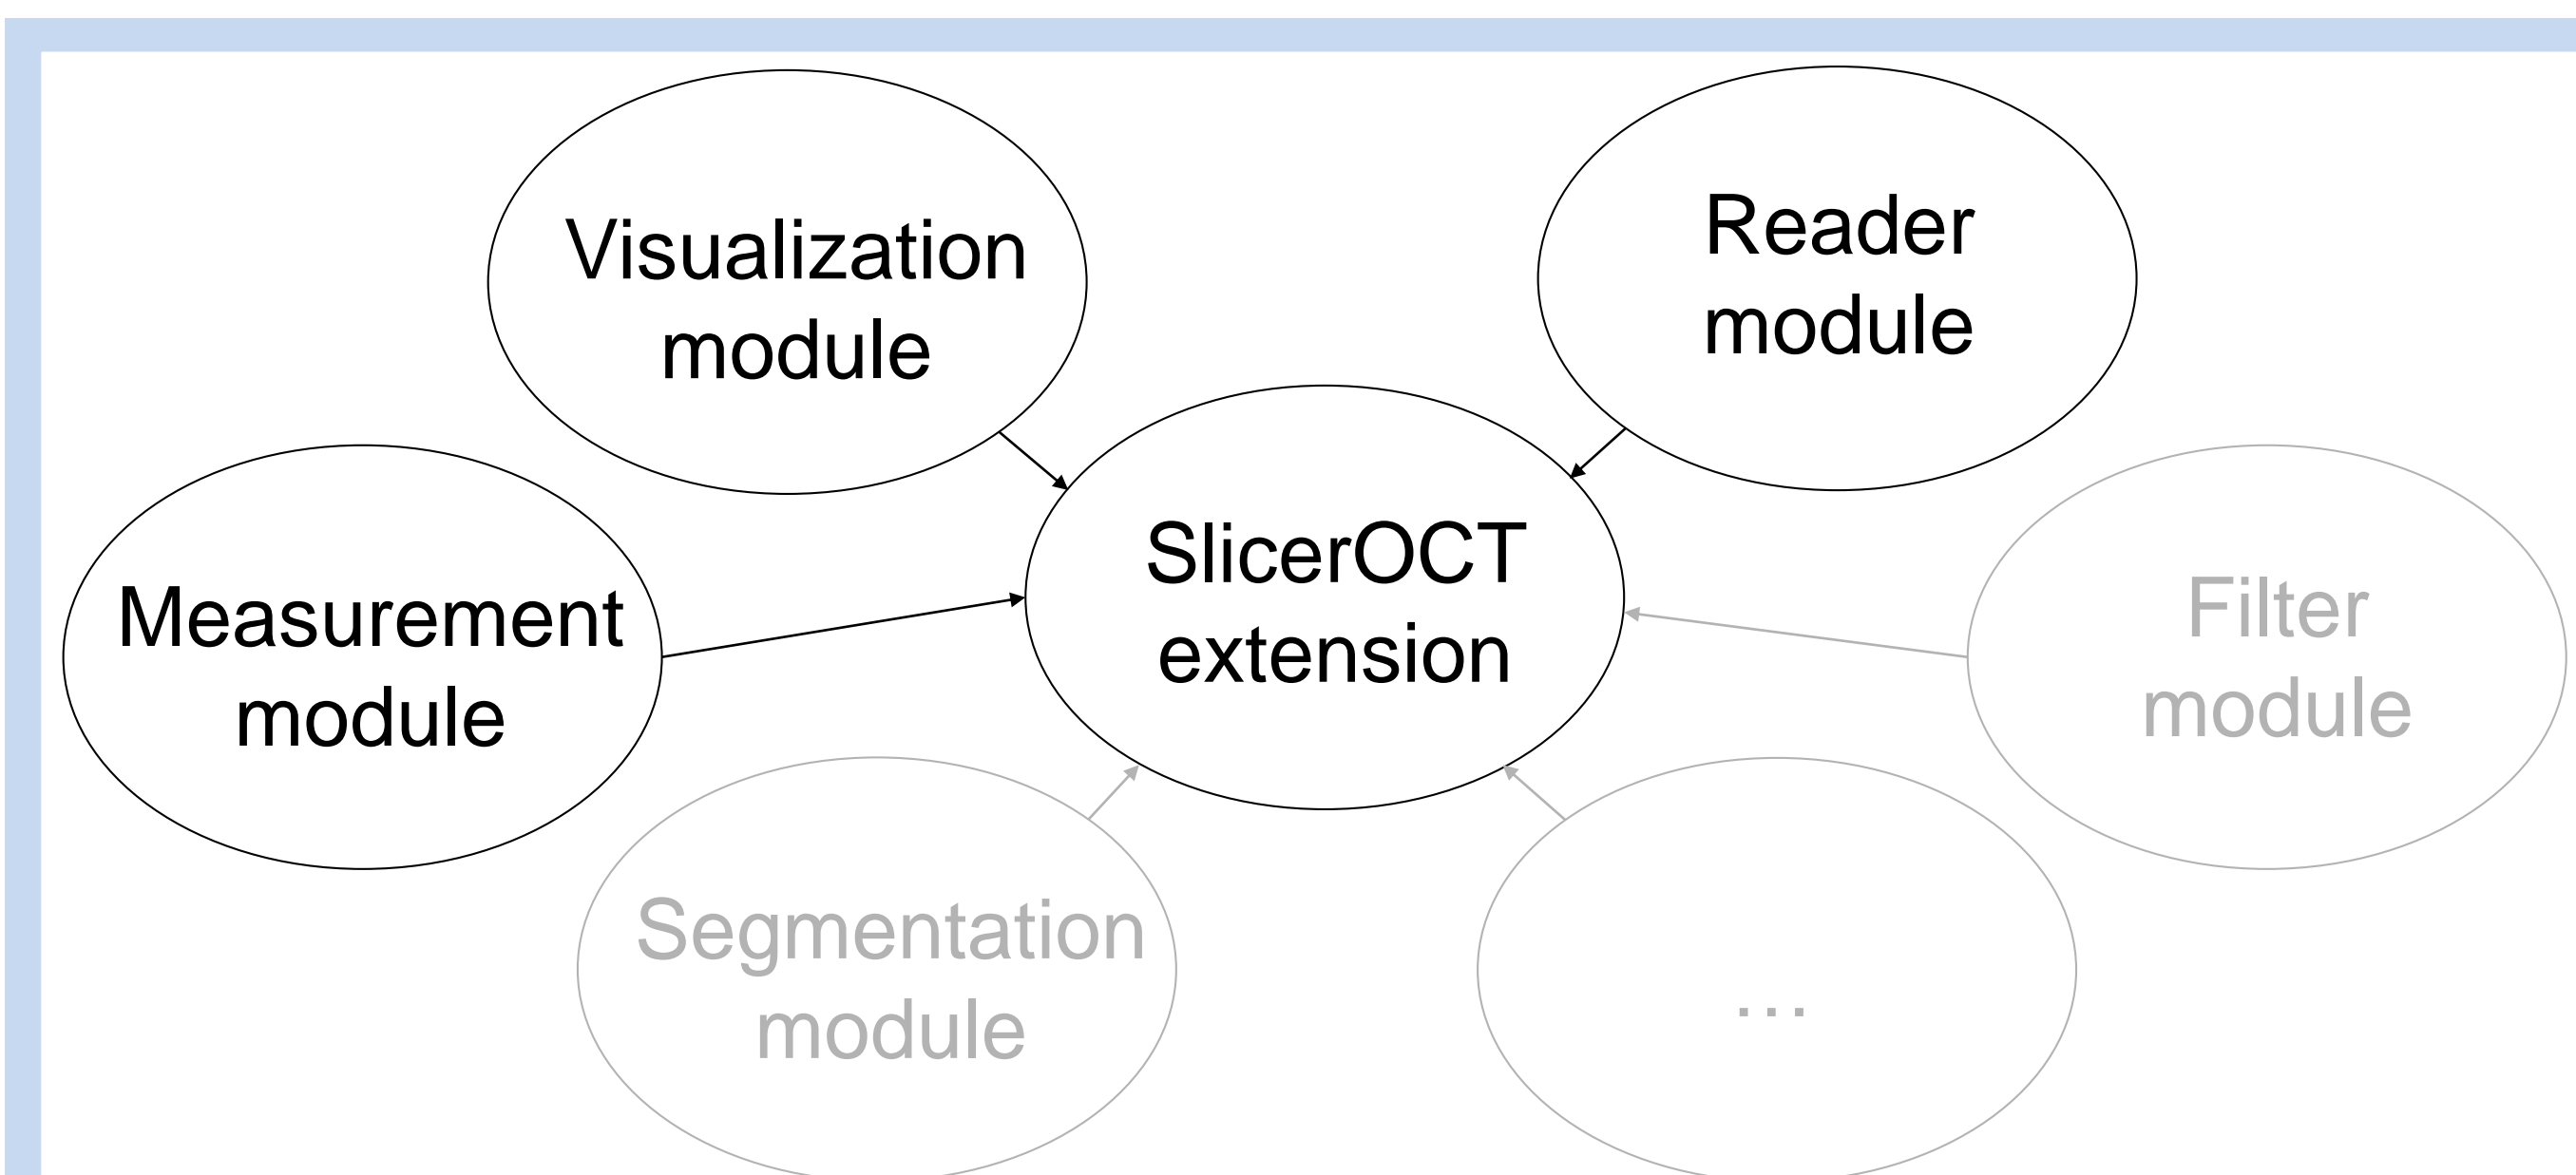 Visualization
module
Reader
module
Measurement
module
SlicerOCT
extension
Filter
module
Segmentation
module
…